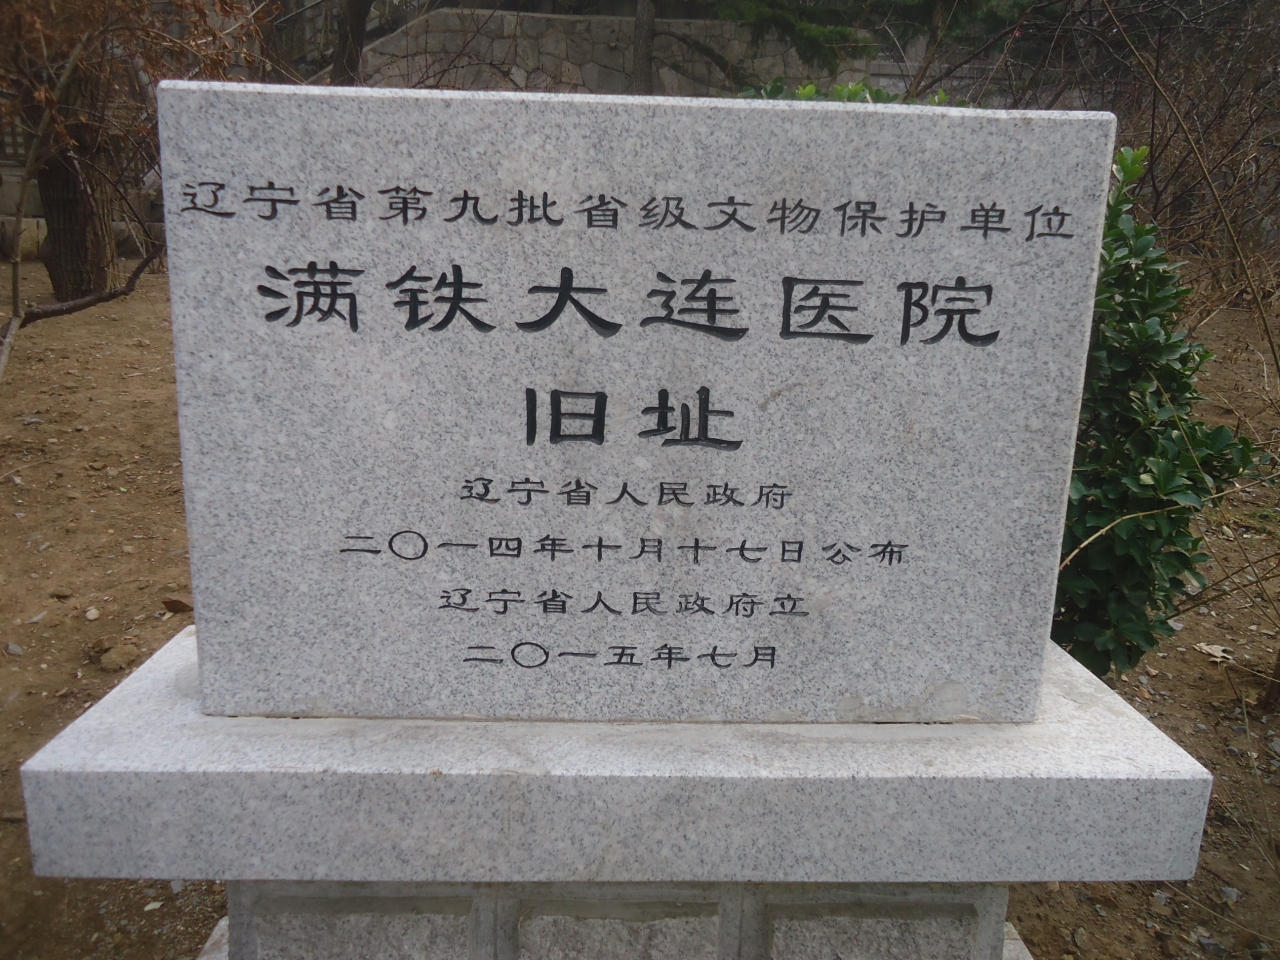 辽宁省第九批省级文物保护单位
满铁大连医院
旧址
辽宁省人民政府
二〇一四年十月十七日公布
辽宁省人民政府立
二〇一五年七月